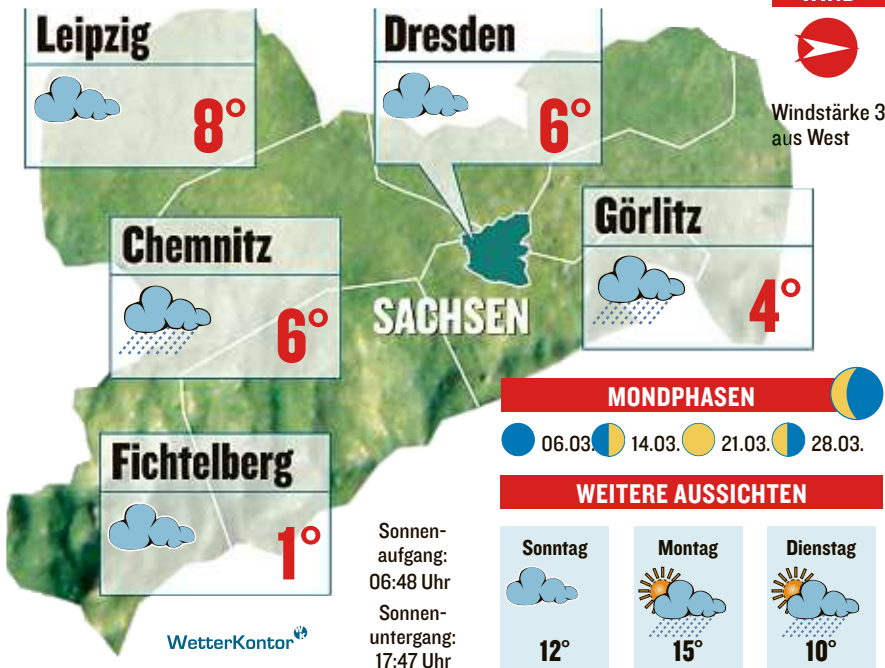 Leipzig
8°
Dresden
6°
Windstärke 3
aus West
Chemnitz
6°
Görlitz
4°
SACHSEN
Fichtelberg
1°
MONDPHASEN
06.03. 14.03. 21.03. 28.03.
WEITERE AUSSICHTEN
Sonntag Montag Dienstag
12° 15° 10°
Sonnen-
aufgang:
06:48 Uhr
Sonnen-
untergang:
17:47 Uhr
WetterKontor